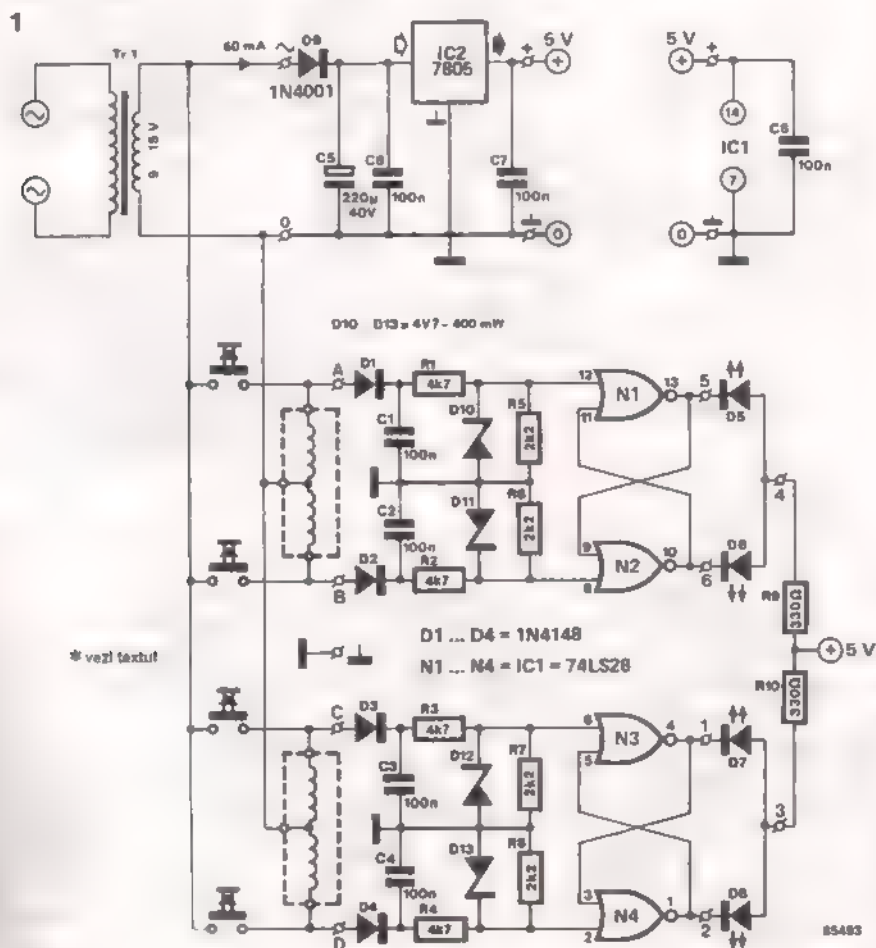 1
Tr 1
9 15 V
60 mA
D9
1N4001
IC2
7805
5 V
+
0
C5
220µ
40V
C8
100n
C7
100n
5 V
+
14
IC1
7
0
C6
100n
D10 D13 = 4V7 - 400 mW
A
D1
R1
4k7
C1
100n
D10
R5
2k2
12
11
N1
13
5
D5
C2
100n
D11
R6
2k2
9
8
N2
10
6
B
D2
R2
4k7
4
R9
330Ω
+ 5 V
R10
330Ω
D1 ... D4 = 1N4148
N1 ... N4 = IC1 = 74LS28
* vezi textul
C
D3
R3
4k7
C3
100n
D12
R7
2k2
6
5
N3
4
1
D7
3
C4
100n
D13
R8
2k2
3
2
N4
1
2
D
D4
R4
4k7